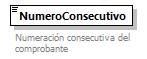 NumeroConsecutivo
Numeración consecutiva del
comprobante